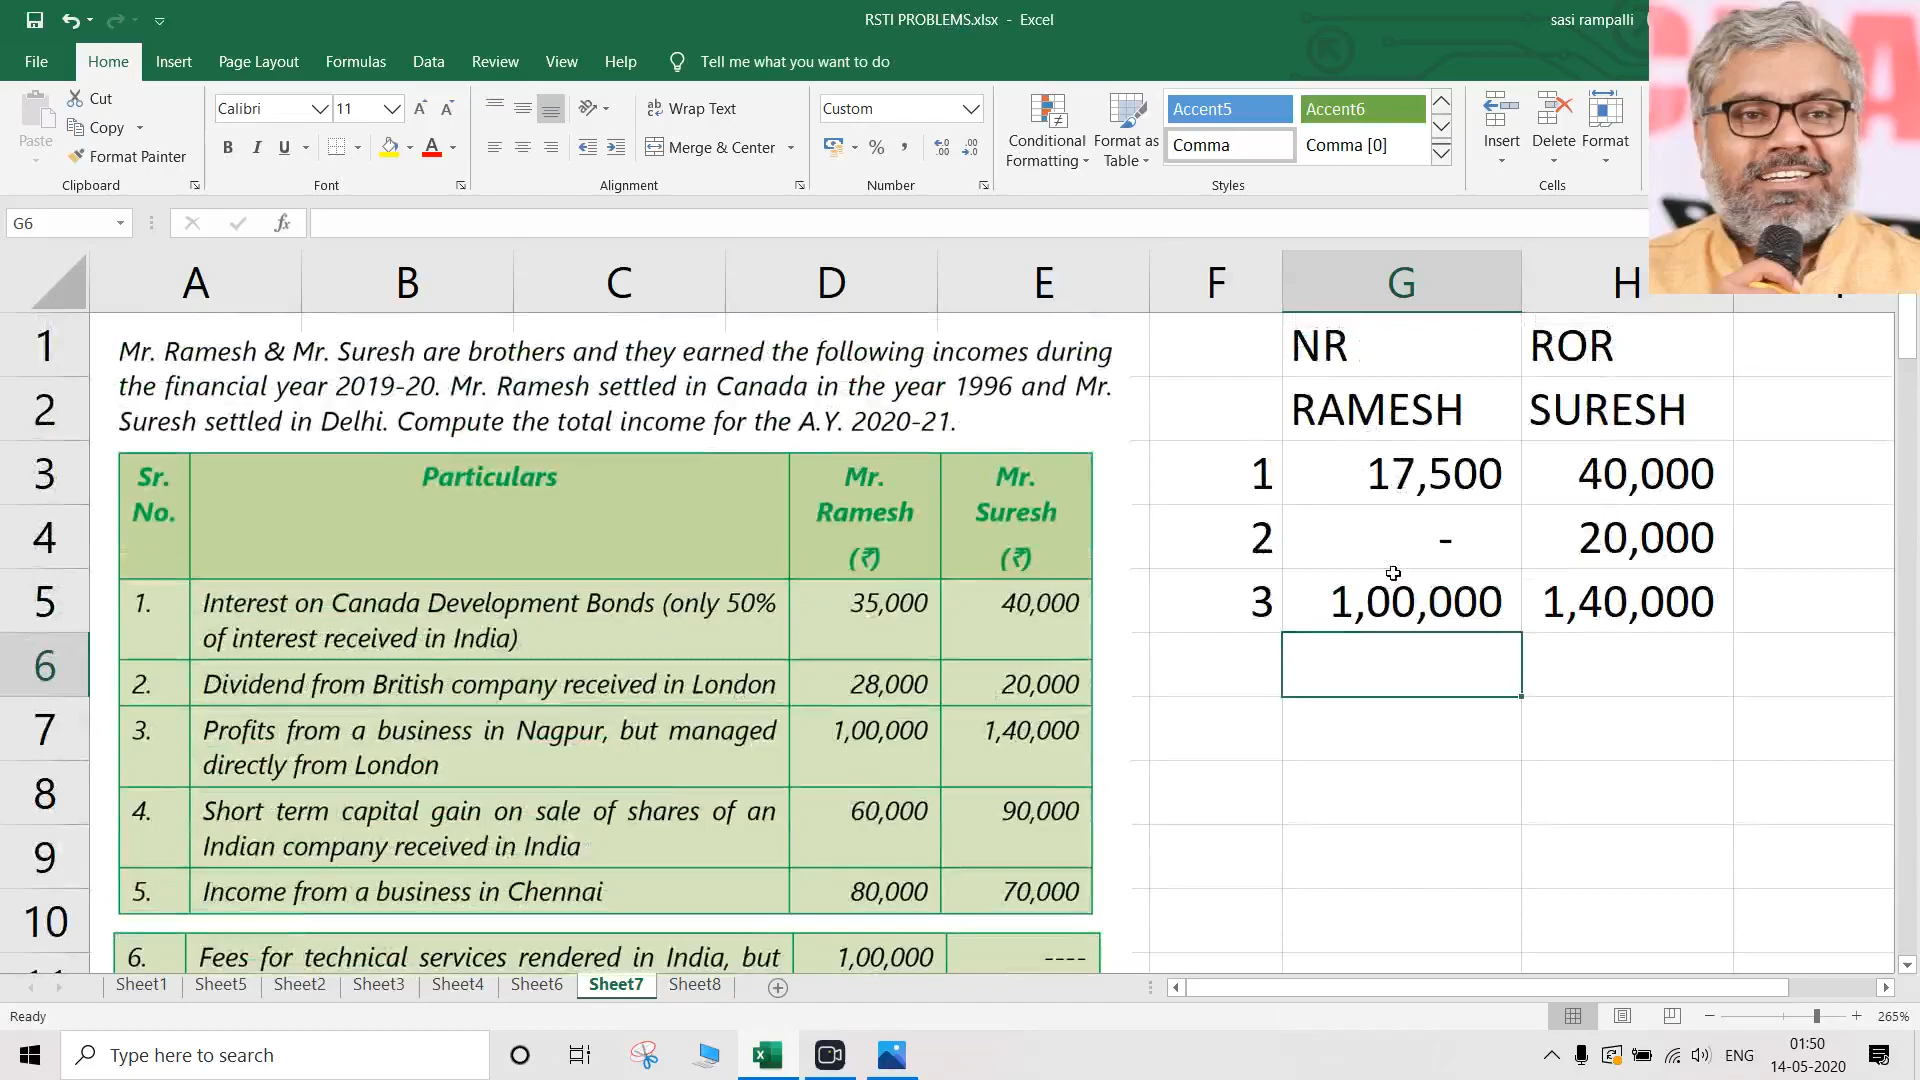 RSTI PROBLEMS.xlsx - Excel
sasi rampalli
File Home Insert Page Layout Formulas Data Review View Help Tell me what you want to do
Paste
Cut
Copy
Format Painter
Clipboard
Calibri 11
B I U
Font
Wrap Text
Merge & Center
Alignment
Custom
Number
Conditional Formatting
Format as Table
Accent5 Accent6
Comma Comma [0]
Styles
Insert Delete Format
Cells
G6
fx
A B C D E F G H
1 NR ROR
2 RAMESH SURESH
3 1 17,500 40,000
4 2 - 20,000
5 3 1,00,000 1,40,000
6
7
8
9
10
Mr. Ramesh & Mr. Suresh are brothers and they earned the following incomes during
the financial year 2019-20. Mr. Ramesh settled in Canada in the year 1996 and Mr.
Suresh settled in Delhi. Compute the total income for the A.Y. 2020-21.
Sr. No. Particulars Mr. Ramesh (₹) Mr. Suresh (₹)
1. Interest on Canada Development Bonds (only 50% 35,000 40,000
of interest received in India)
2. Dividend from British company received in London 28,000 20,000
3. Profits from a business in Nagpur, but managed 1,00,000 1,40,000
directly from London
4. Short term capital gain on sale of shares of an 60,000 90,000
Indian company received in India
5. Income from a business in Chennai 80,000 70,000
6. Fees for technical services rendered in India, but 1,00,000 ----
Sheet1 Sheet5 Sheet2 Sheet3 Sheet4 Sheet6 Sheet7 Sheet8
Ready
265%
Type here to search
ENG
01:50
14-05-2020